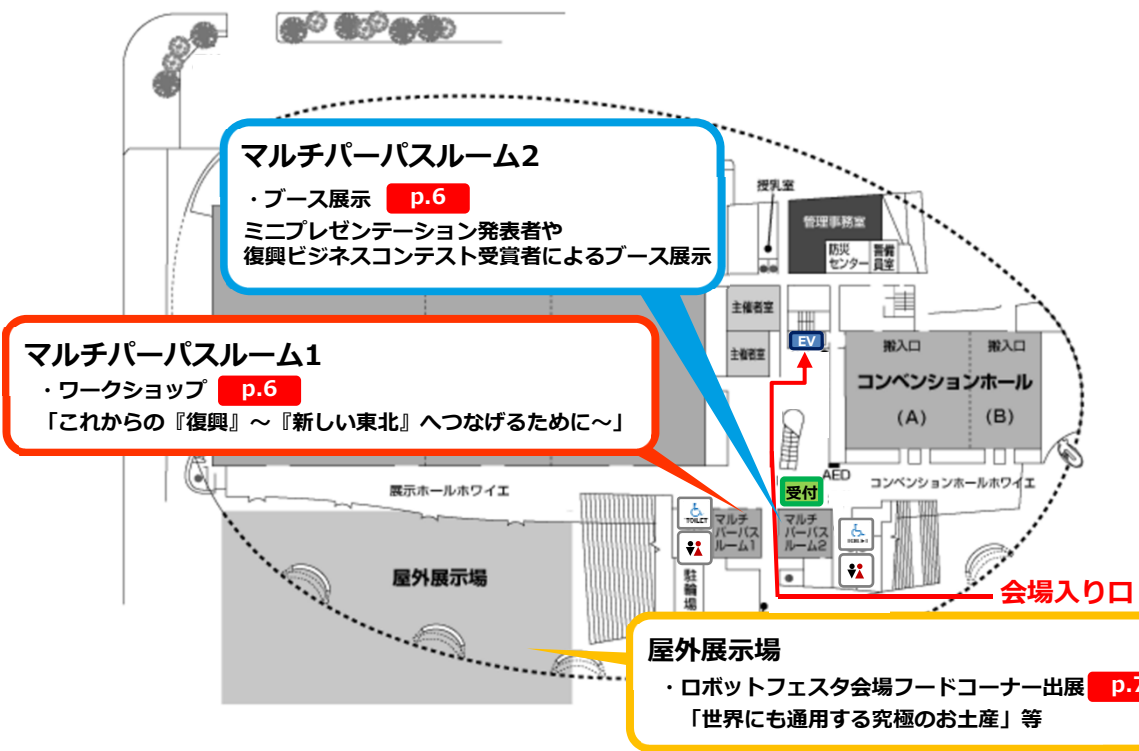 マルチパーパスルーム2
・ブース展示 p.6
ミニプレゼンテーション発表者や
復興ビジネスコンテスト受賞者によるブース展示
授乳室
管理事務室
防災
センター
警備
員室
主催者室
主催者室
EV
搬入口
搬入口
コンベンションホール
(A)
(B)
マルチパーパスルーム1
・ワークショップ p.6
「これからの『復興』～『新しい東北』へつなげるために～」
展示ホールホワイエ
受付
AED
コンベンションホールホワイエ
TOILET
マルチ
パーパス
ルーム1
マルチ
パーパス
ルーム2
屋外展示場
駐輪場
会場入り口
屋外展示場
・ロボットフェスタ会場フードコーナー出展 p.7
「世界にも通用する究極のお土産」等